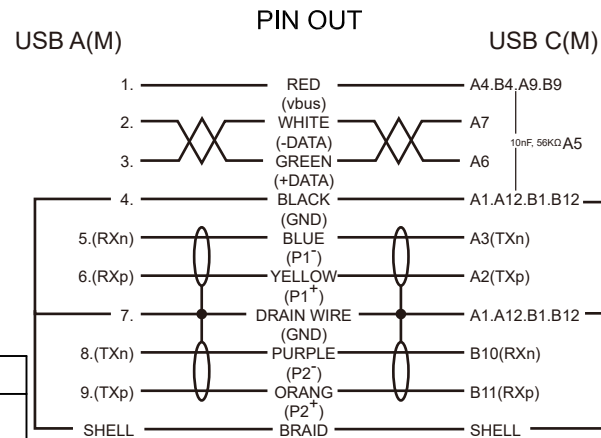 PIN OUT
USB A(M) USB C(M)
1. RED A4.B4.A9.B9
(vbus)
2. WHITE A7
(-DATA) 10nF, 56KΩ A5
3. GREEN A6
(+DATA)
4. BLACK A1.A12.B1.B12
(GND)
5.(RXn) BLUE A3(TXn)
(P1-)
6.(RXp) YELLOW A2(TXp)
(P1+)
7. DRAIN WIRE A1.A12.B1.B12
(GND)
8.(TXn) PURPLE B10(RXn)
(P2-)
9.(TXp) ORANG B11(RXp)
(P2+)
SHELL BRAID SHELL